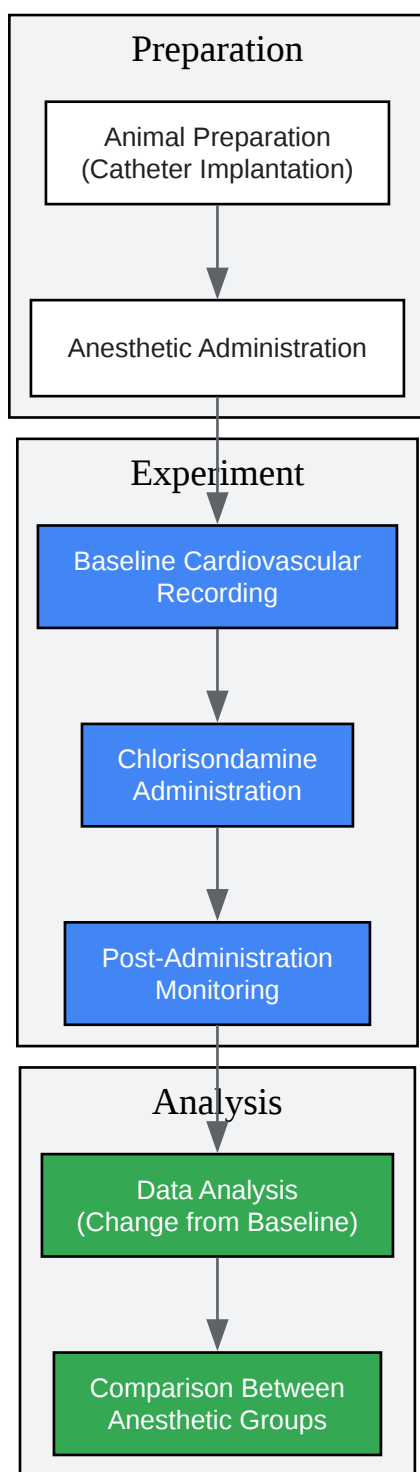 Preparation
Animal Preparation
(Catheter Implantation)
Anesthetic Administration
Experiment
Baseline Cardiovascular
Recording
Chlorisondamine
Administration
Post-Administration
Monitoring
Analysis
Data Analysis
(Change from Baseline)
Comparison Between
Anesthetic Groups